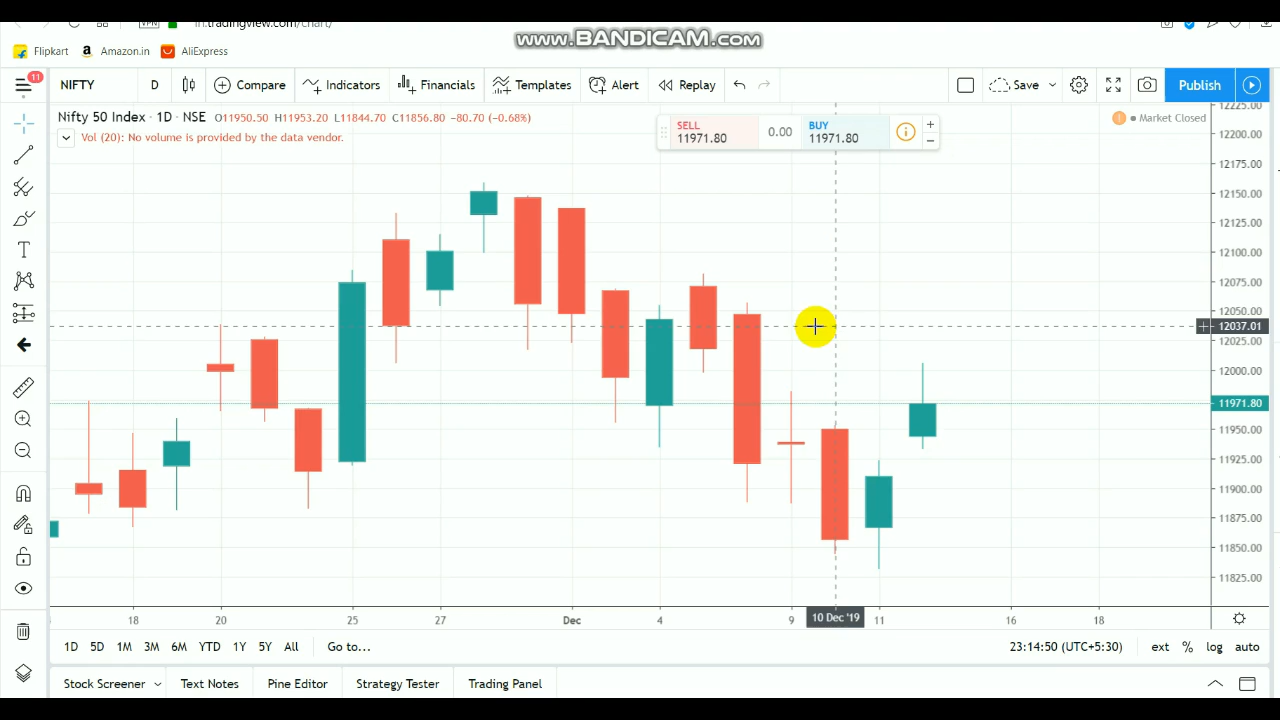 VPN in.tradingview.com/chart/
www.BANDICAM.com
Flipkart Amazon.in AliExpress
11 NIFTY D Compare Indicators Financials Templates Alert Replay Save Publish
Nifty 50 Index · 1D · NSE O11950.50 H11953.20 L11844.70 C11856.80 −80.70 (−0.68%)
Vol (20): No volume is provided by the data vendor.
SELL 11971.80 0.00 BUY 11971.80
Market Closed
12225.00
12200.00
12175.00
12150.00
12125.00
12100.00
12075.00
12050.00
12037.01
12025.00
12000.00
11971.80
11950.00
11925.00
11900.00
11875.00
11850.00
11825.00
18 20 25 27 Dec 4 9 10 Dec '19 11 16 18
1D 5D 1M 3M 6M YTD 1Y 5Y All Go to... 23:14:50 (UTC+5:30) ext % log auto
Stock Screener Text Notes Pine Editor Strategy Tester Trading Panel